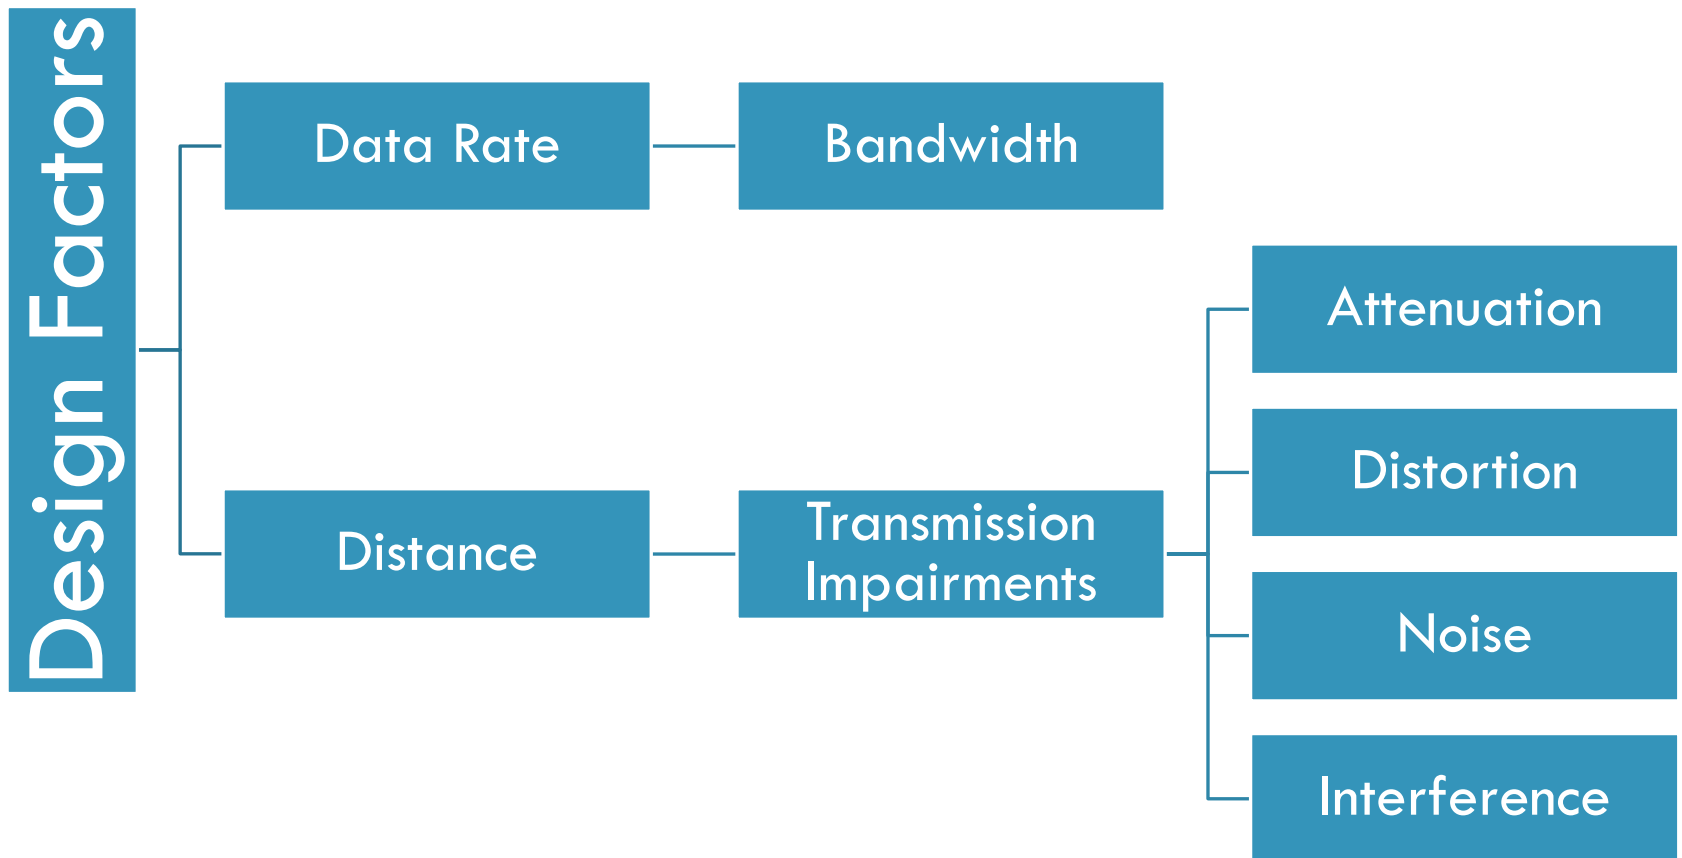 Design Factors
Data Rate
Bandwidth
Distance
Transmission
Impairments
Attenuation
Distortion
Noise
Interference